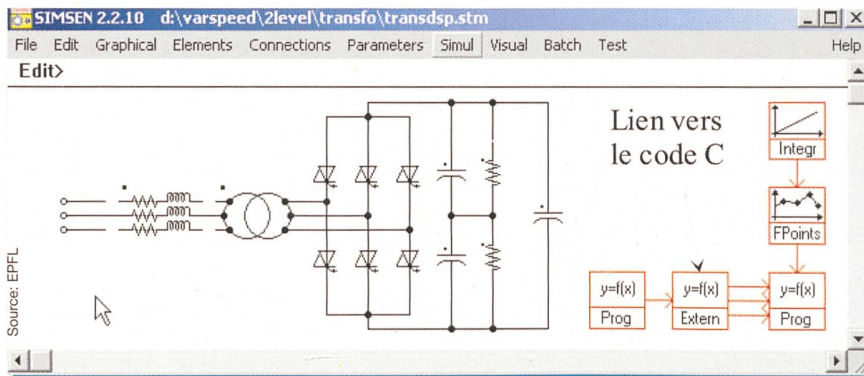 SIMSEN 2.2.10 d:\varspeed\2level\transfo\transdsp.stm
File Edit Graphical Elements Connections Parameters Simul Visual Batch Test Help
Edit>
Lien vers
le code C
Integr
FPoints
y=f(x) y=f(x) y=f(x)
Prog Extern Prog
Source: EPFL